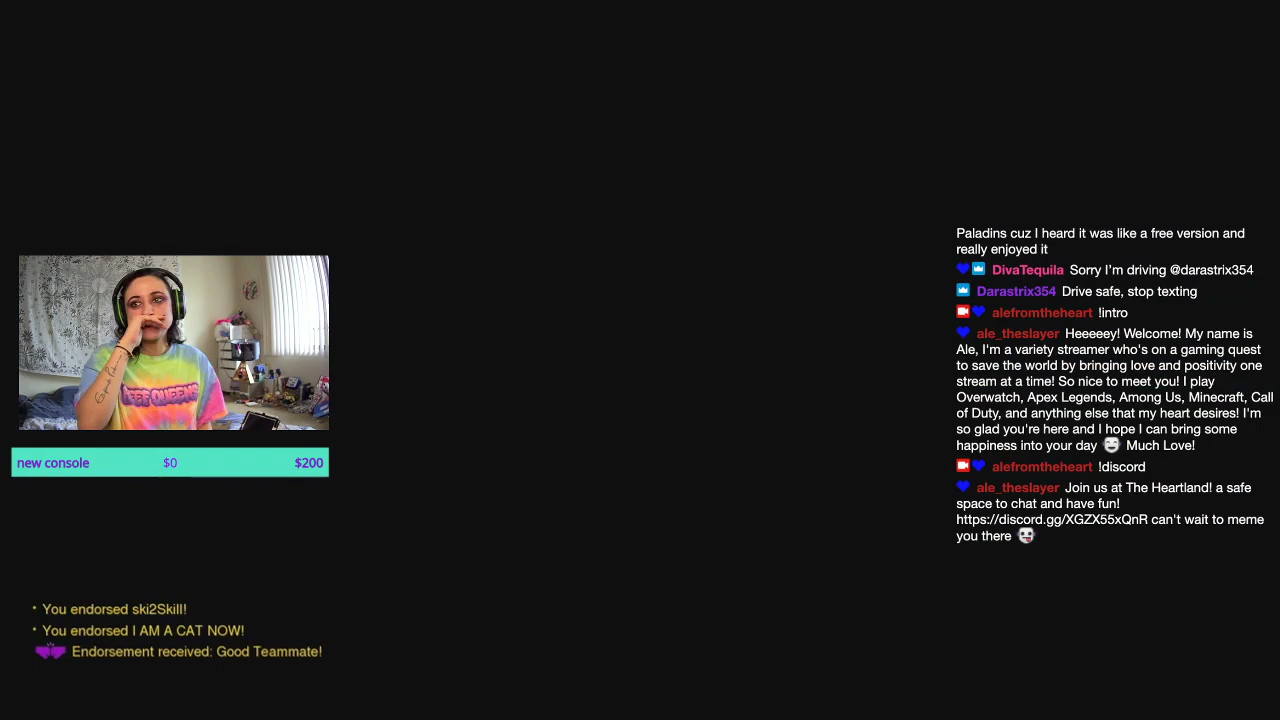 Paladins cuz I heard it was like a free version and
really enjoyed it
DivaTequila Sorry I’m driving @darastrix354
Darastrix354 Drive safe, stop texting
alefromtheheart !intro
ale_theslayer Heeeeey! Welcome! My name is
Ale, I'm a variety streamer who's on a gaming quest
to save the world by bringing love and positivity one
stream at a time! So nice to meet you! I play
Overwatch, Apex Legends, Among Us, Minecraft, Call
of Duty, and anything else that my heart desires! I'm
so glad you're here and I hope I can bring some
happiness into your day Much Love!
alefromtheheart !discord
ale_theslayer Join us at The Heartland! a safe
space to chat and have fun!
https://discord.gg/XGZX55xQnR can't wait to meme
you there
new console $0 $200
• You endorsed ski2Skill!
• You endorsed I AM A CAT NOW!
Endorsement received: Good Teammate!